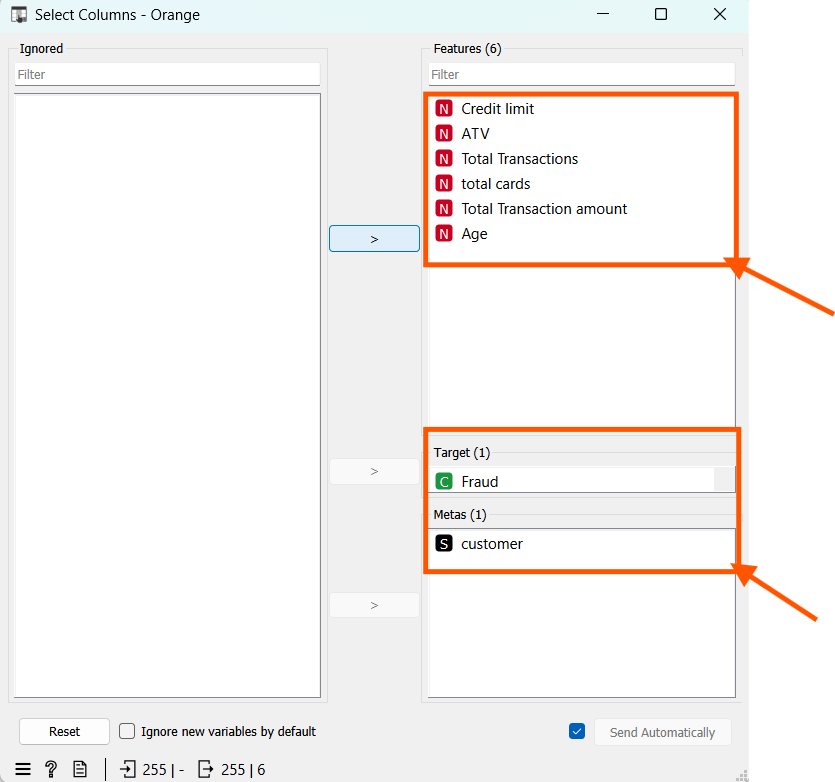 Select Columns - Orange
Ignored
Filter
>
>
>
Features (6)
Filter
N Credit limit
N ATV
N Total Transactions
N total cards
N Total Transaction amount
N Age
Target (1)
C Fraud
Metas (1)
S customer
Reset
Ignore new variables by default
Send Automatically
? 255 | - 255 | 6